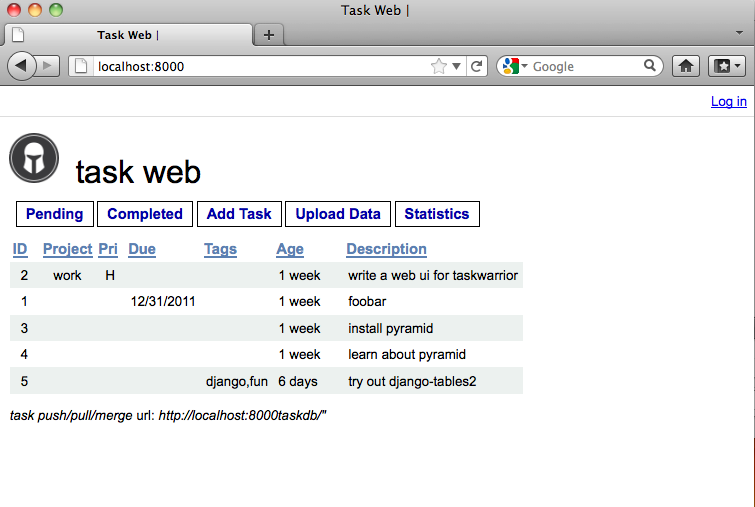 Task Web |
Task Web |
localhost:8000 Google
Log in
task web
Pending Completed Add Task Upload Data Statistics
ID Project Pri Due Tags Age Description
2 work H 1 week write a web ui for taskwarrior
1 12/31/2011 1 week foobar
3 1 week install pyramid
4 1 week learn about pyramid
5 django,fun 6 days try out django-tables2
task push/pull/merge url: http://localhost:8000taskdb/"